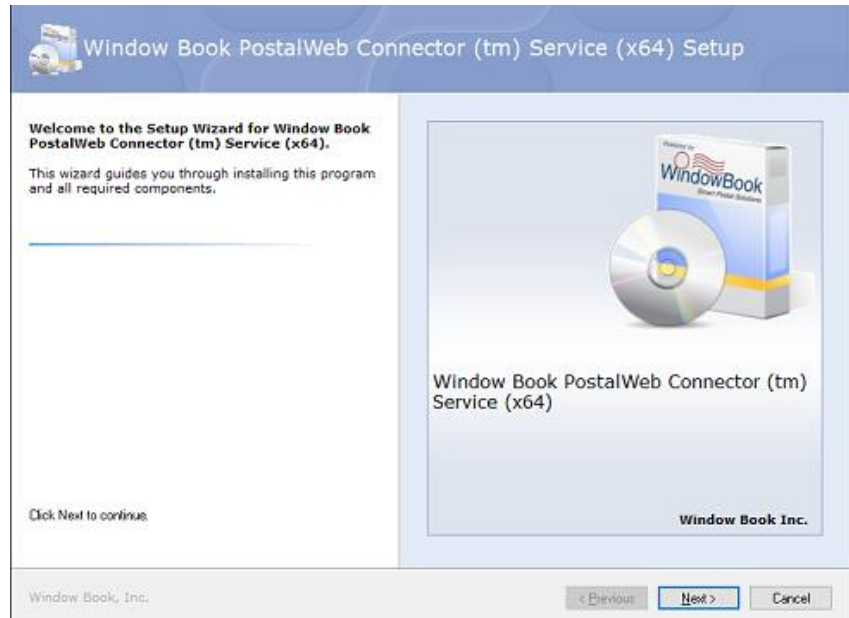 Window Book PostalWeb Connector (tm) Service (x64) Setup
Welcome to the Setup Wizard for Window Book
PostalWeb Connector (tm) Service (x64).
This wizard guides you through installing this program
and all required components.
Click Next to continue.
WindowBook
Window Book PostalWeb Connector (tm)
Service (x64)
Window Book Inc.
Window Book, Inc.
< Previous
Next >
Cancel